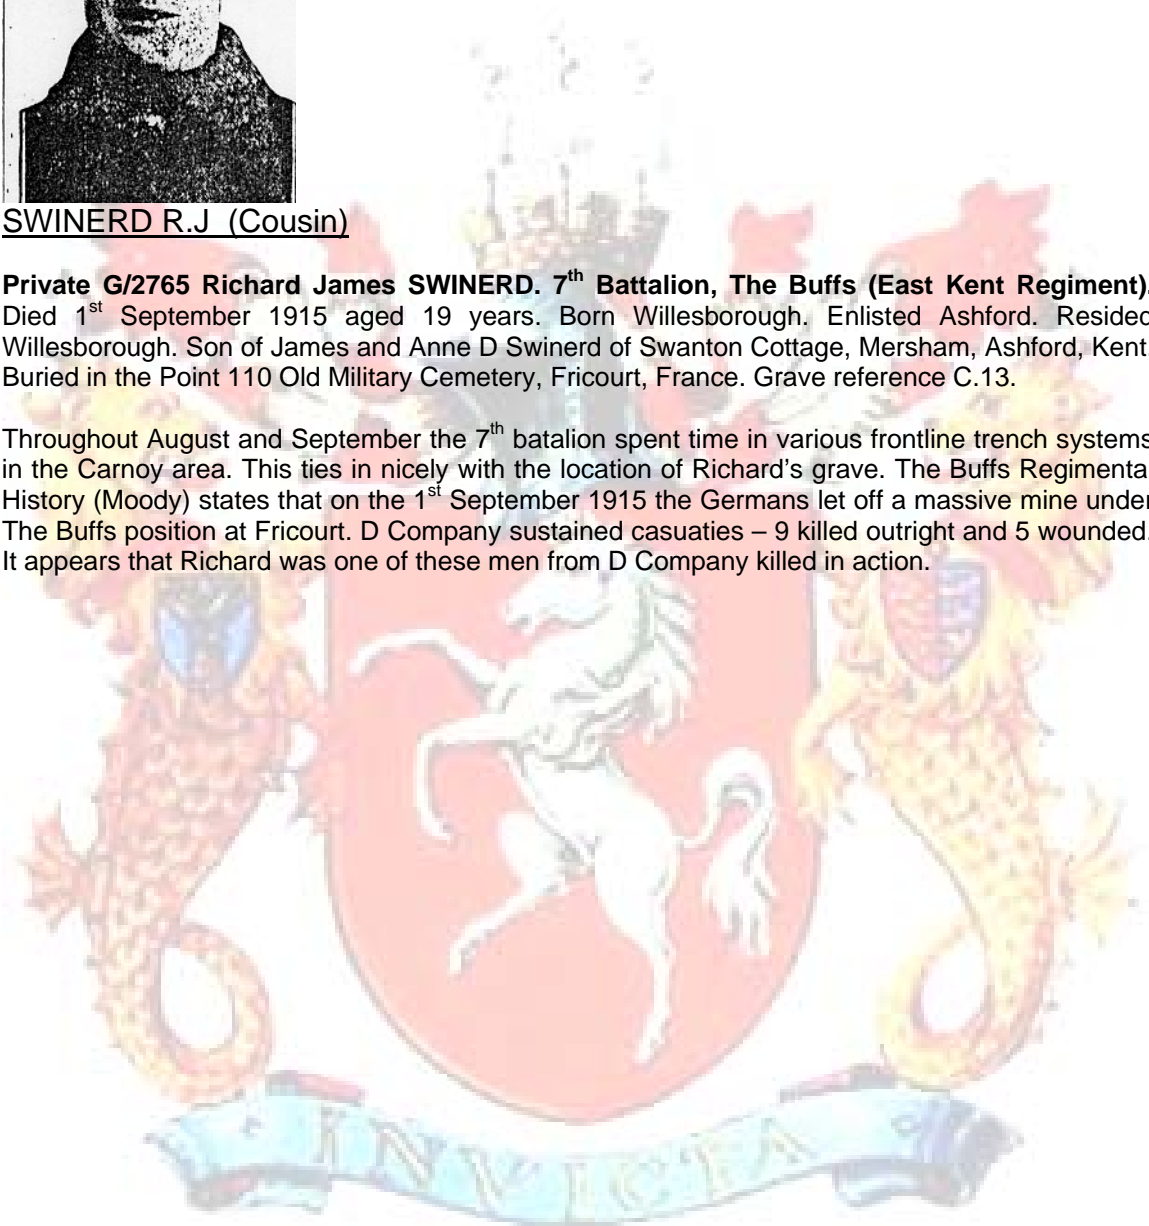 SWINERD R.J (Cousin)
Private G/2765 Richard James SWINERD. 7th Battalion, The Buffs (East Kent Regiment).
Died 1st September 1915 aged 19 years. Born Willesborough. Enlisted Ashford. Resided
Willesborough. Son of James and Anne D Swinerd of Swanton Cottage, Mersham, Ashford, Kent.
Buried in the Point 110 Old Military Cemetery, Fricourt, France. Grave reference C.13.
Throughout August and September the 7th batalion spent time in various frontline trench systems
in the Carnoy area. This ties in nicely with the location of Richard’s grave. The Buffs Regimental
History (Moody) states that on the 1st September 1915 the Germans let off a massive mine under
The Buffs position at Fricourt. D Company sustained casuaties – 9 killed outright and 5 wounded.
It appears that Richard was one of these men from D Company killed in action.
INVICTA